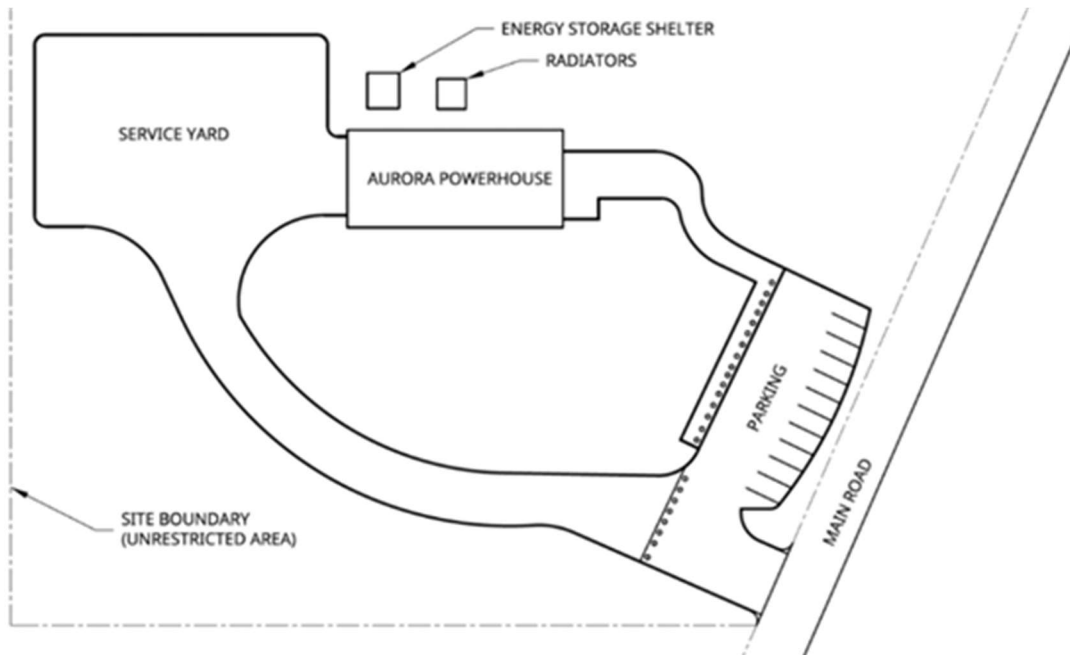 ENERGY STORAGE SHELTER
RADIATORS
SERVICE YARD
AURORA POWERHOUSE
PARKING
MAIN ROAD
SITE BOUNDARY
(UNRESTRICTED AREA)